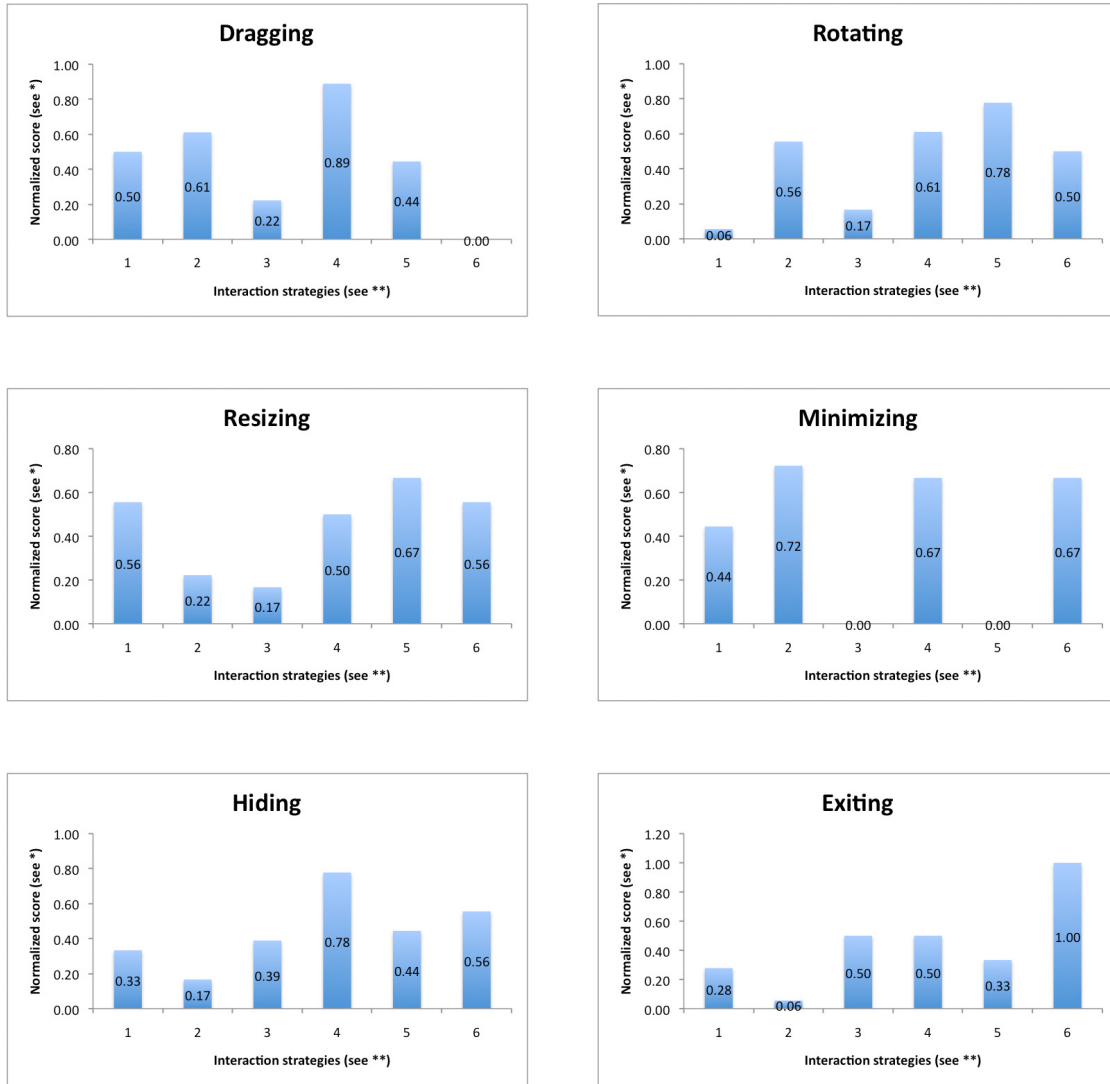 Dragging
Normalized score (see *)
1.00
0.80
0.60
0.40
0.20
0.00
0.50
0.61
0.22
0.89
0.44
0.00
1 2 3 4 5 6
Interaction strategies (see **)
Rotating
Normalized score (see *)
1.00
0.80
0.60
0.40
0.20
0.00
0.06
0.56
0.17
0.61
0.78
0.50
1 2 3 4 5 6
Interaction strategies (see **)
Resizing
Normalized score (see *)
0.80
0.60
0.40
0.20
0.00
0.56
0.22
0.17
0.50
0.67
0.56
1 2 3 4 5 6
Interaction strategies (see **)
Minimizing
Normalized score (see *)
0.80
0.60
0.40
0.20
0.00
0.44
0.72
0.00
0.67
0.00
0.67
1 2 3 4 5 6
Interaction strategies (see **)
Hiding
Normalized score (see *)
1.00
0.80
0.60
0.40
0.20
0.00
0.33
0.17
0.39
0.78
0.44
0.56
1 2 3 4 5 6
Interaction strategies (see **)
Exiting
Normalized score (see *)
1.20
1.00
0.80
0.60
0.40
0.20
0.00
0.28
0.06
0.50
0.50
0.33
1.00
1 2 3 4 5 6
Interaction strategies (see **)